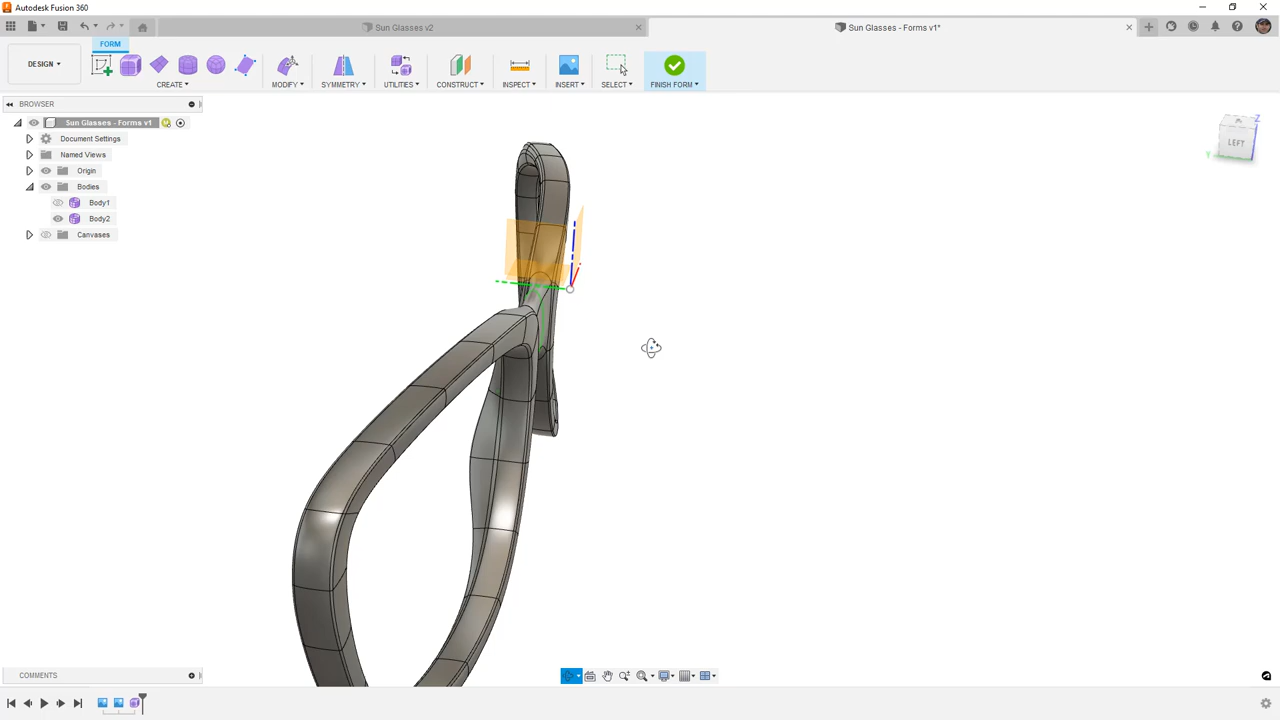 Autodesk Fusion 360
Sun Glasses v2
Sun Glasses - Forms v1*
FORM
DESIGN
CREATE
MODIFY
SYMMETRY
UTILITIES
CONSTRUCT
INSPECT
INSERT
SELECT
FINISH FORM
BROWSER
Sun Glasses - Forms v1
Document Settings
Named Views
Origin
Bodies
Body1
Body2
Canvases
LEFT
Z
Y
COMMENTS